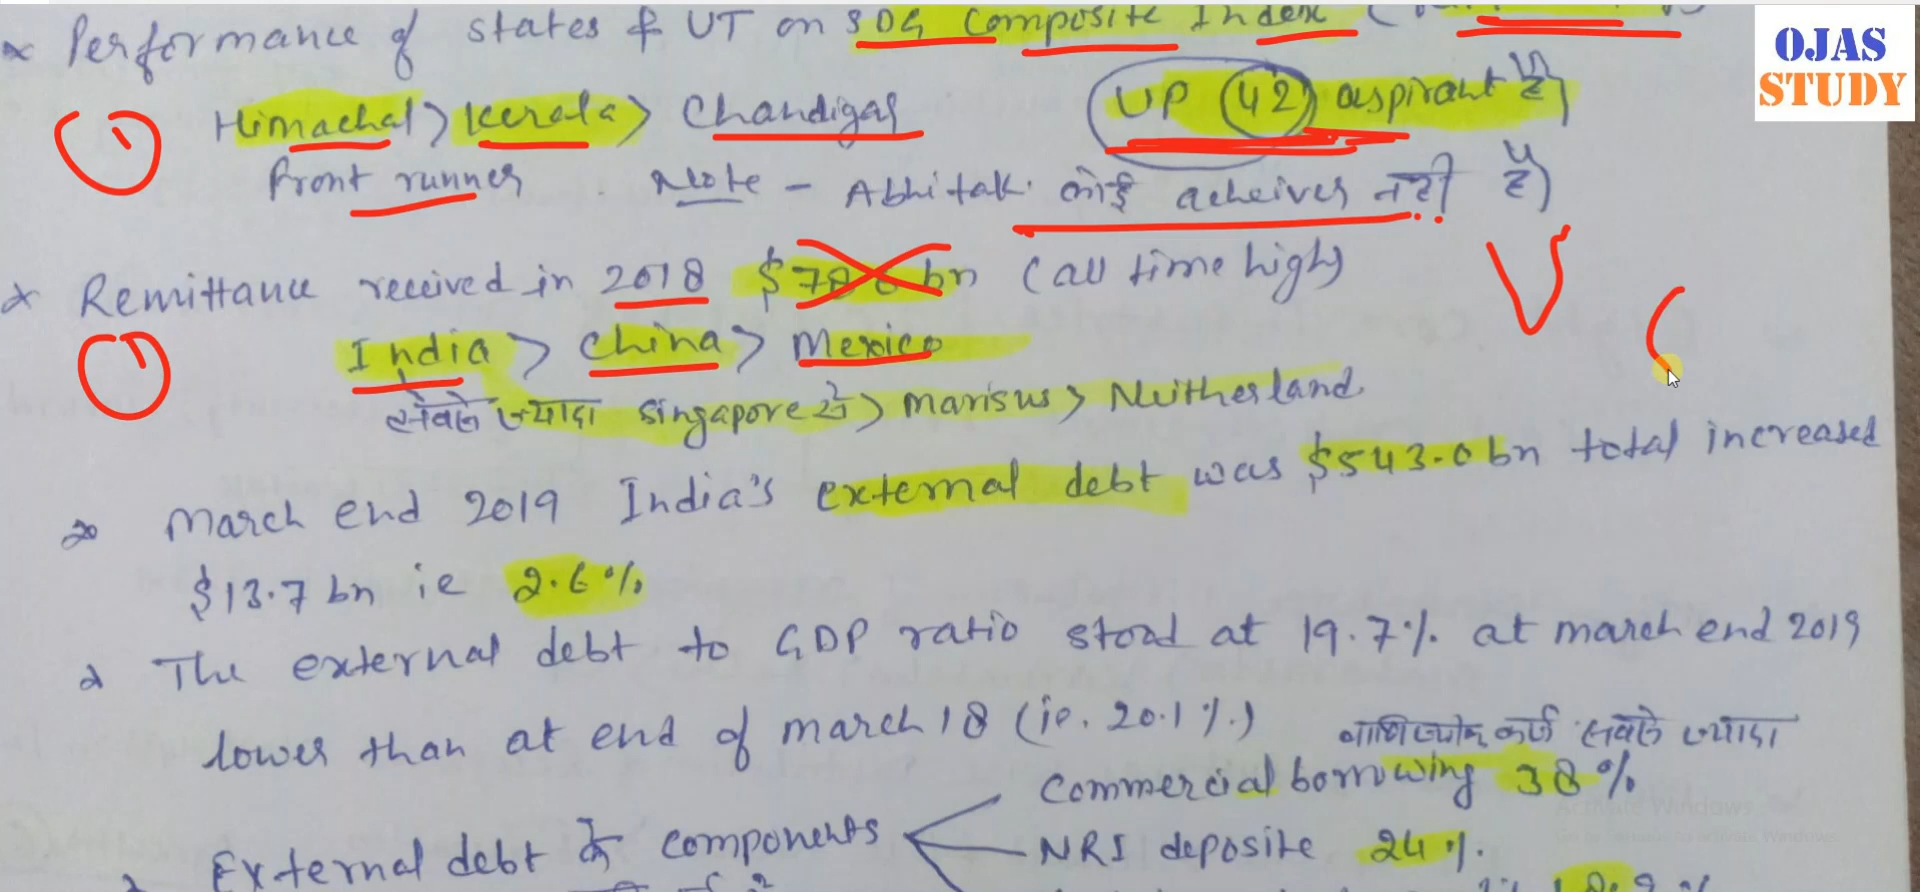 Performance of states & UT on SDG Composite Index (
OJAS
STUDY
Himachal > Kerala > Chandigar
UP (42) aspirant है
front runner
Note - Abhi tak कोई acheiver नही है
Remittance received in 2018 $78 bn (all time high)
India > China > Mexico
सबसे ज्यादा Singapore से > Marisus > Neitherland
March end 2019 India's external debt was $543.0 bn total increased
$13.7 bn ie 2.6%
The external debt to GDP ratio stood at 19.7% at march end 2019
lower than at end of march 18 (ie. 20.1%)
वाणिज्यिक कर्ज सबसे ज्यादा
Commercial borrowing 38%
External debt के components
NRI deposite 24%